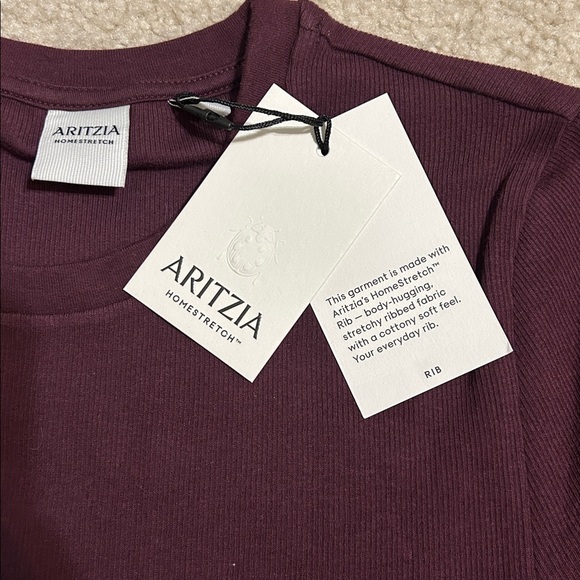 ARITZIA
HOMESTRETCH
ARITZIA
HOMESTRETCH™
This garment is made with
Aritzia's HomeStretch™
Rib — body-hugging,
stretchy ribbed fabric
with a cottony soft feel.
Your everyday rib.
RIB